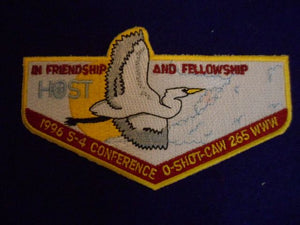 IN FRIENDSHIP AND FELLOWSHIP
HOST
1996 S-4 CONFERENCE O-SHOT-CAW 265 WWW